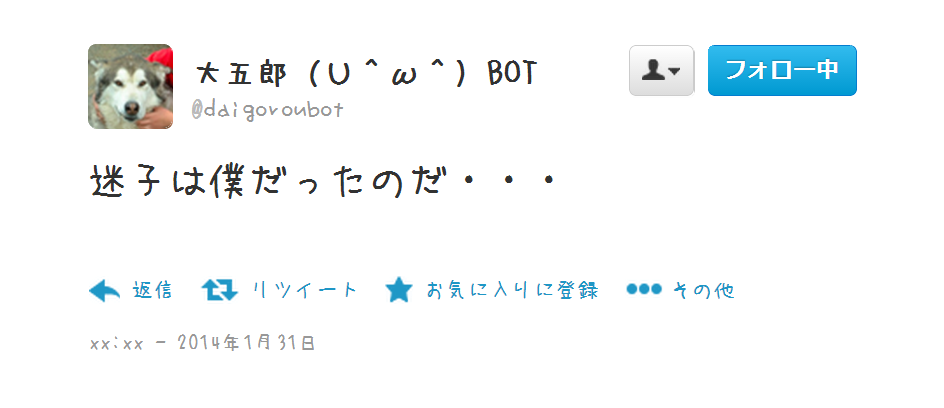 大五郎 (U＾ω＾) BOT
フォロー中
@daigoroubot
迷子は僕だったのだ・・・
返信 リツイート お気に入りに登録 その他
xx:xx - 2014年1月31日